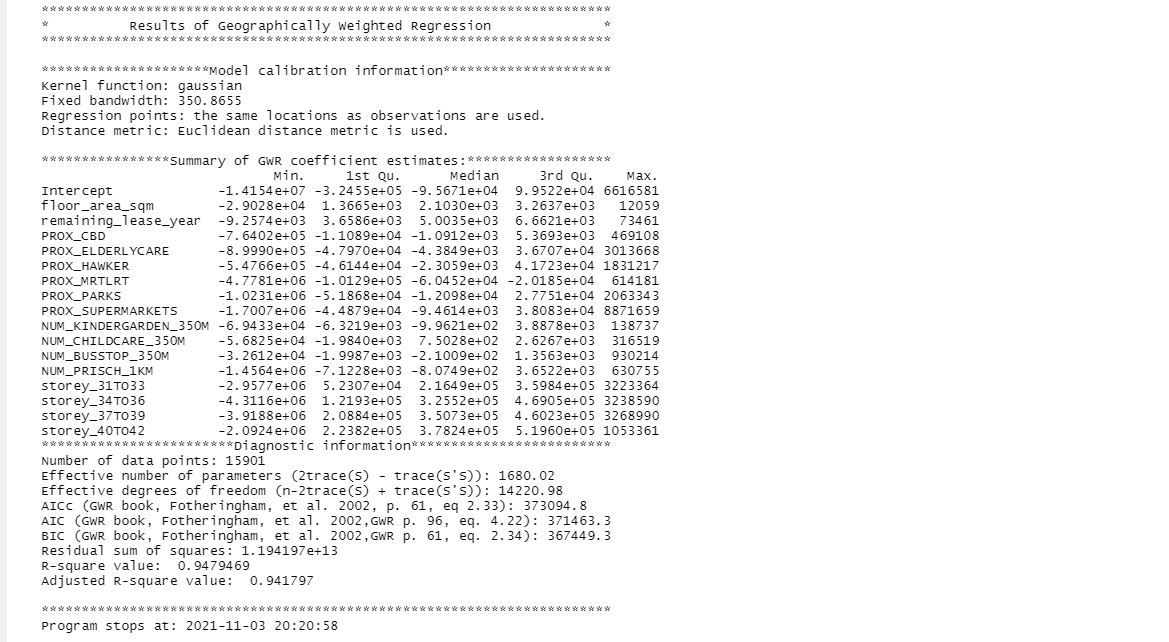 ***********************************************************************
*          Results of Geographically Weighted Regression              *
***********************************************************************
*********************Model calibration information*********************
Kernel function: gaussian
Fixed bandwidth: 350.8655
Regression points: the same locations as observations are used.
Distance metric: Euclidean distance metric is used.
****************Summary of GWR coefficient estimates:******************
Min. 1st Qu. Median 3rd Qu. Max.
Intercept -1.4154e+07 -3.2455e+05 -9.5671e+04 9.9522e+04 6616581
floor_area_sqm -2.9028e+04 1.3665e+03 2.1030e+03 3.2637e+03 12059
remaining_lease_year -9.2574e+03 3.6586e+03 5.0035e+03 6.6621e+03 73461
PROX_CBD -7.6402e+05 -1.1089e+04 -1.0912e+03 5.3693e+03 469108
PROX_ELDERLYCARE -8.9990e+05 -4.7970e+04 -4.3849e+03 3.6707e+04 3013668
PROX_HAWKER -5.4766e+05 -4.6144e+04 -2.3059e+03 4.1723e+04 1831217
PROX_MRTLRT -4.7781e+06 -1.0129e+05 -6.0452e+04 -2.0185e+04 614181
PROX_PARKS -1.0231e+06 -5.1868e+04 -1.2098e+04 2.7751e+04 2063343
PROX_SUPERMARKETS -1.7007e+06 -4.4879e+04 -9.4614e+03 3.8083e+04 8871659
NUM_KINDERGARDEN_350M -6.9433e+04 -6.3219e+03 -9.9621e+02 3.8878e+03 138737
NUM_CHILDCARE_350M -5.6825e+04 -1.9840e+03 7.5028e+02 2.6267e+03 316519
NUM_BUSSTOP_350M -3.2612e+04 -1.9987e+03 -2.1009e+02 1.3563e+03 930214
NUM_PRISCH_1KM -1.4564e+06 -7.1228e+03 -8.0749e+02 3.6522e+03 630755
storey_31TO33 -2.9577e+06 5.2307e+04 2.1649e+05 3.5984e+05 3223364
storey_34TO36 -4.3116e+06 1.2193e+05 3.2552e+05 4.6905e+05 3238590
storey_37TO39 -3.9188e+06 2.0884e+05 3.5073e+05 4.6023e+05 3268990
storey_40TO42 -2.0924e+06 2.2382e+05 3.7824e+05 5.1960e+05 1053361
************************Diagnostic information*************************
Number of data points: 15901
Effective number of parameters (2trace(S) - trace(S'S)): 1680.02
Effective degrees of freedom (n-2trace(S) + trace(S'S)): 14220.98
AICc (GWR book, Fotheringham, et al. 2002, p. 61, eq 2.33): 373094.8
AIC (GWR book, Fotheringham, et al. 2002,GWR p. 96, eq. 4.22): 371463.3
BIC (GWR book, Fotheringham, et al. 2002,GWR p. 61, eq. 2.34): 367449.3
Residual sum of squares: 1.194197e+13
R-square value:  0.9479469
Adjusted R-square value:  0.941797
***********************************************************************
Program stops at: 2021-11-03 20:20:58